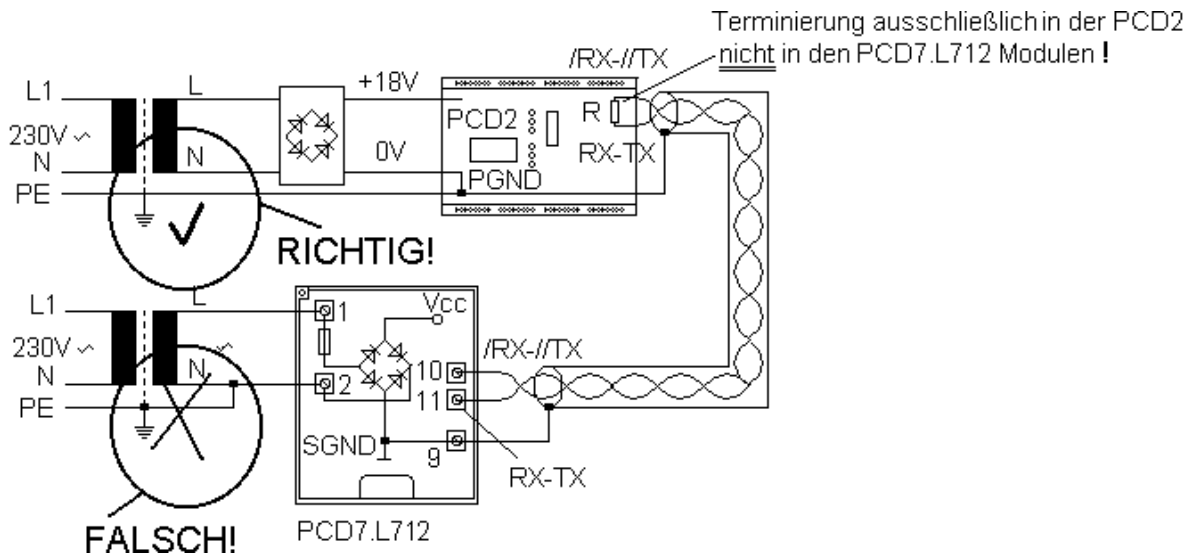 Terminierung ausschließlich in der PCD2
nicht in den PCD7.L712 Modulen !
/RX-//TX
L1
L
+18V
230V ~
PCD2
R
N
N
0V
RX-TX
PE
PGND
RICHTIG!
L1
L
1
Vcc
230V ~
N
N
2
/RX-//TX
10
PE
11
SGND
9
RX-TX
FALSCH!
PCD7.L712